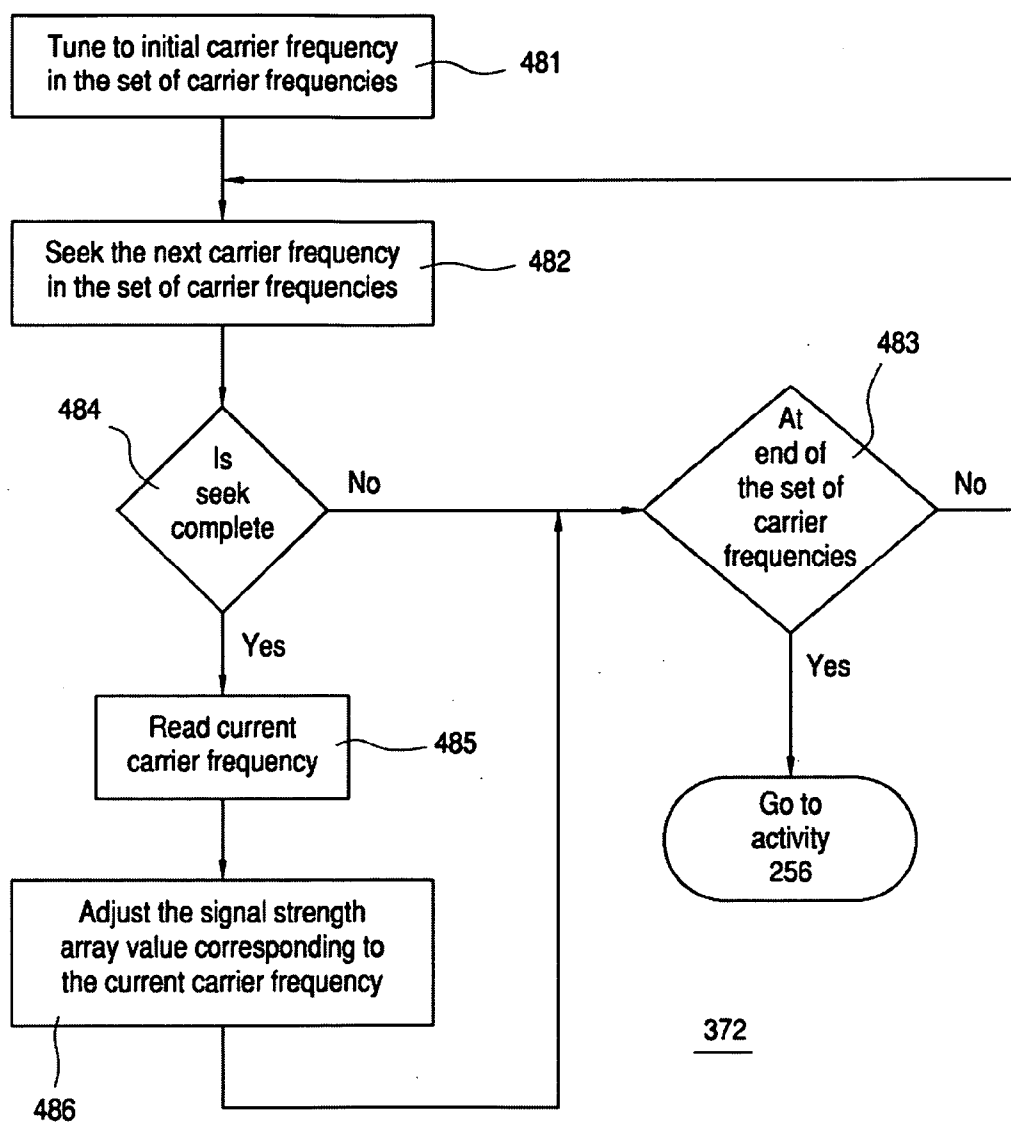 Tune to initial carrier frequency
in the set of carrier frequencies
481
Seek the next carrier frequency
in the set of carrier frequencies
482
484
Is
seek
complete
No
Yes
483
At
end of
the set of
carrier
frequencies
No
Yes
Read current
carrier frequency
485
Go to
activity
256
Adjust the signal strength
array value corresponding to
the current carrier frequency
486
372